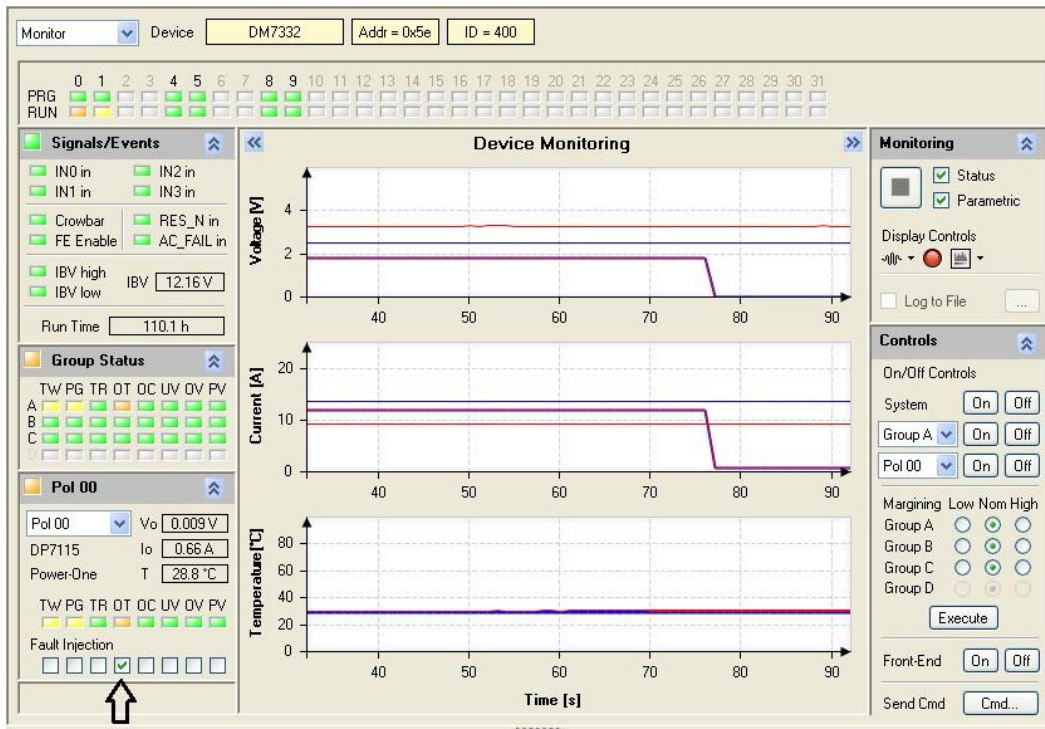 Monitor Device DM7332 Addr = 0x5e ID = 400
0 1 2 3 4 5 6 7 8 9 10 11 12 13 14 15 16 17 18 19 20 21 22 23 24 25 26 27 28 29 30 31
PRG
RUN
Signals/Events
IN0 in IN2 in
IN1 in IN3 in
Crowbar RES_N in
FE Enable AC_FAIL in
IBV high
IBV low
IBV 12.16 V
Run Time 110.1 h
Group Status
TW PG TR OT OC UV OV PV
A
B
C
D
Pol 00
Pol 00 Vo 0.009 V
DP7115 Io 0.66 A
Power-One T 28.8 °C
TW PG TR OT OC UV OV PV
Fault Injection
Device Monitoring
Voltage [V]
4
2
0
40 50 60 70 80 90
Current [A]
20
10
0
40 50 60 70 80 90
Temperature [°C]
80
60
40
20
0
40 50 60 70 80 90
Time [s]
Monitoring
Status
Parametric
Display Controls
Log to File ...
Controls
On/Off Controls
System On Off
Group A On Off
Pol 00 On Off
Margining Low Nom High
Group A
Group B
Group C
Group D
Execute
Front-End On Off
Send Cmd Cmd...